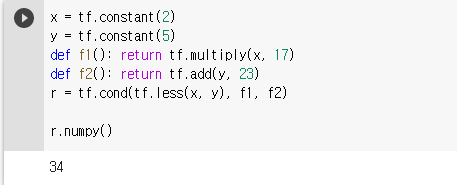 x = tf.constant(2)
y = tf.constant(5)
def f1(): return tf.multiply(x, 17)
def f2(): return tf.add(y, 23)
r = tf.cond(tf.less(x, y), f1, f2)
r.numpy()
34